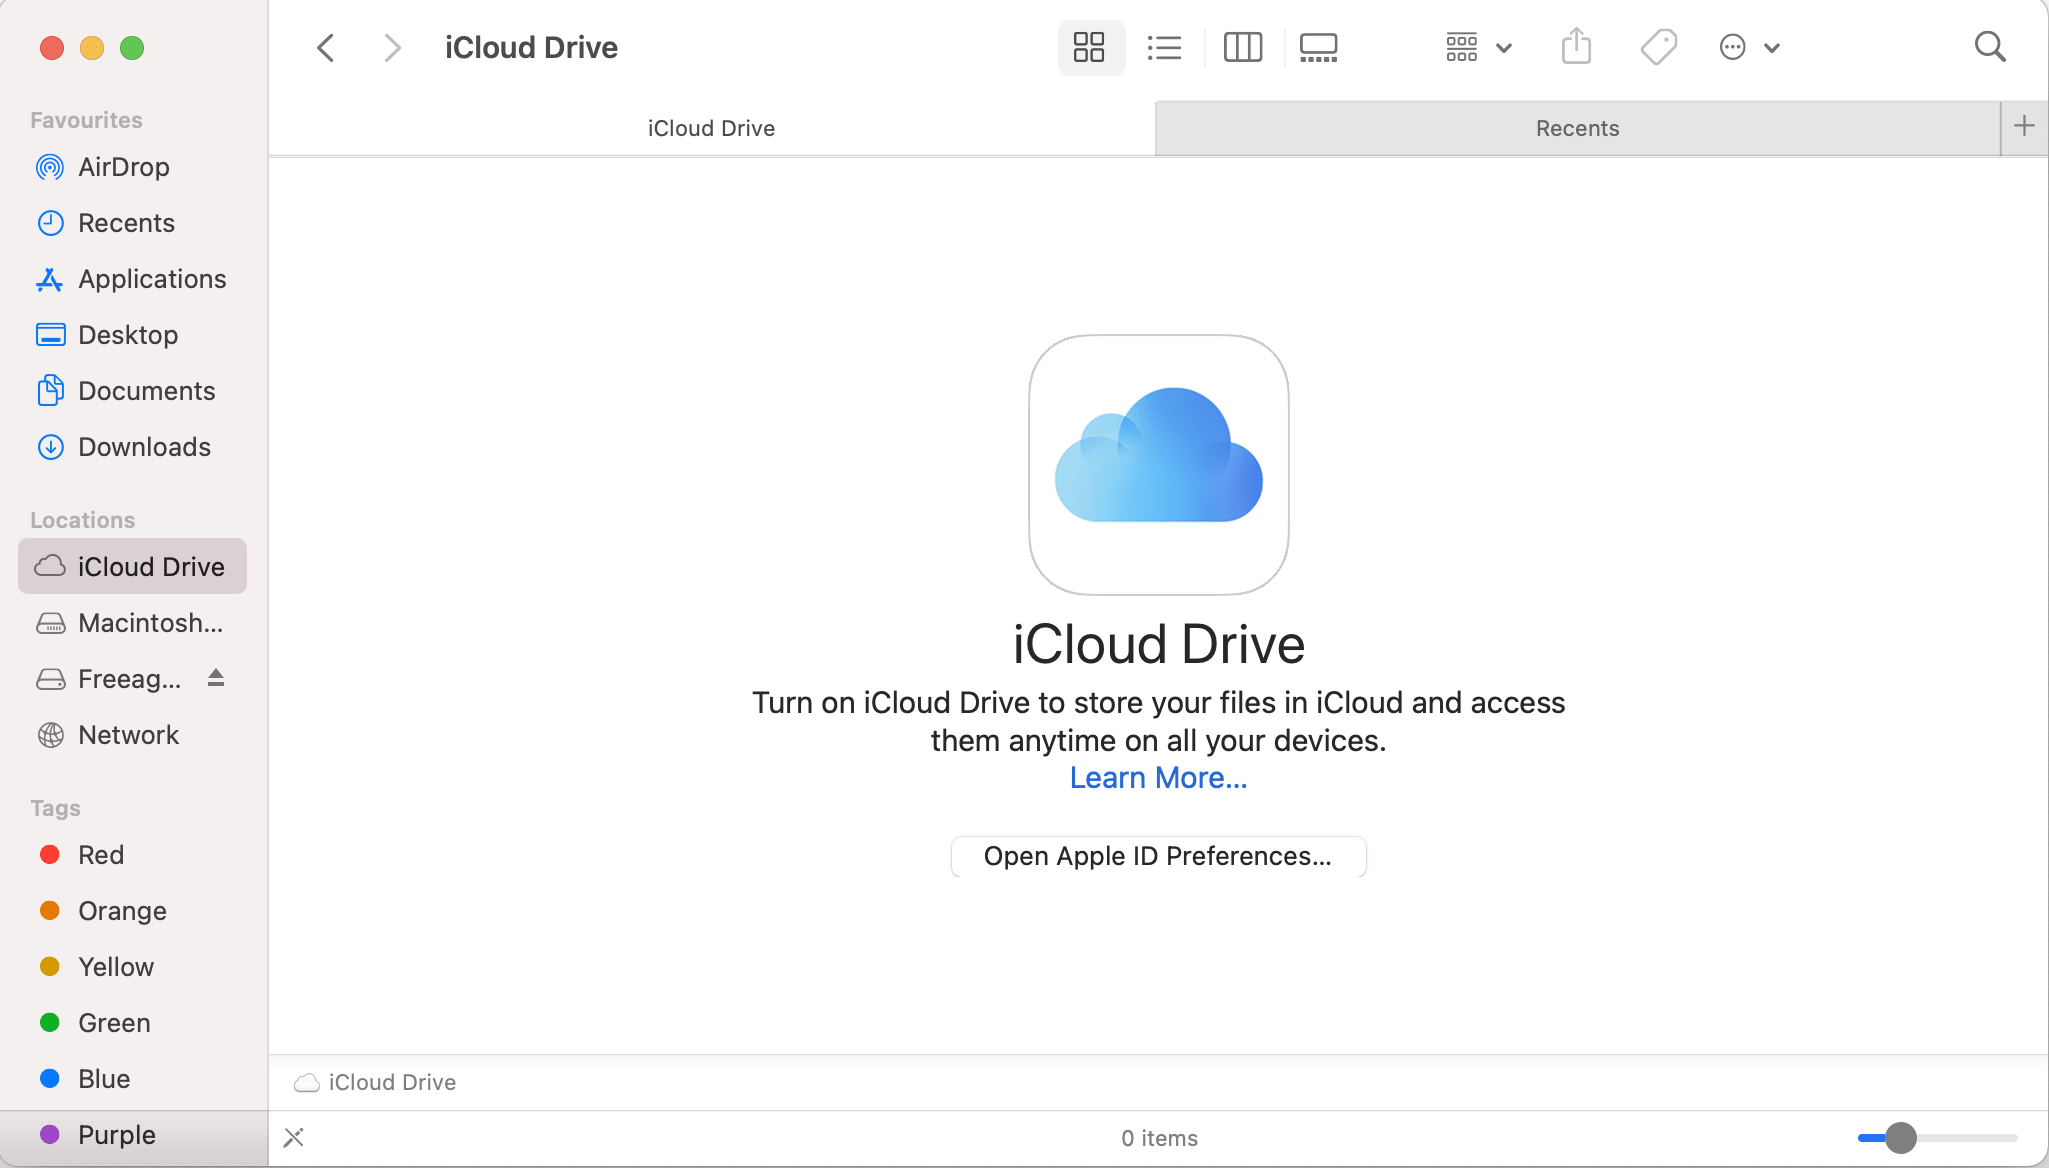 iCloud Drive
iCloud Drive
Recents
Favourites
AirDrop
Recents
Applications
Desktop
Documents
Downloads
Locations
iCloud Drive
Macintosh...
Freeag...
Network
Tags
Red
Orange
Yellow
Green
Blue
Purple
iCloud Drive
Turn on iCloud Drive to store your files in iCloud and access
them anytime on all your devices.
Learn More...
Open Apple ID Preferences...
iCloud Drive
0 items